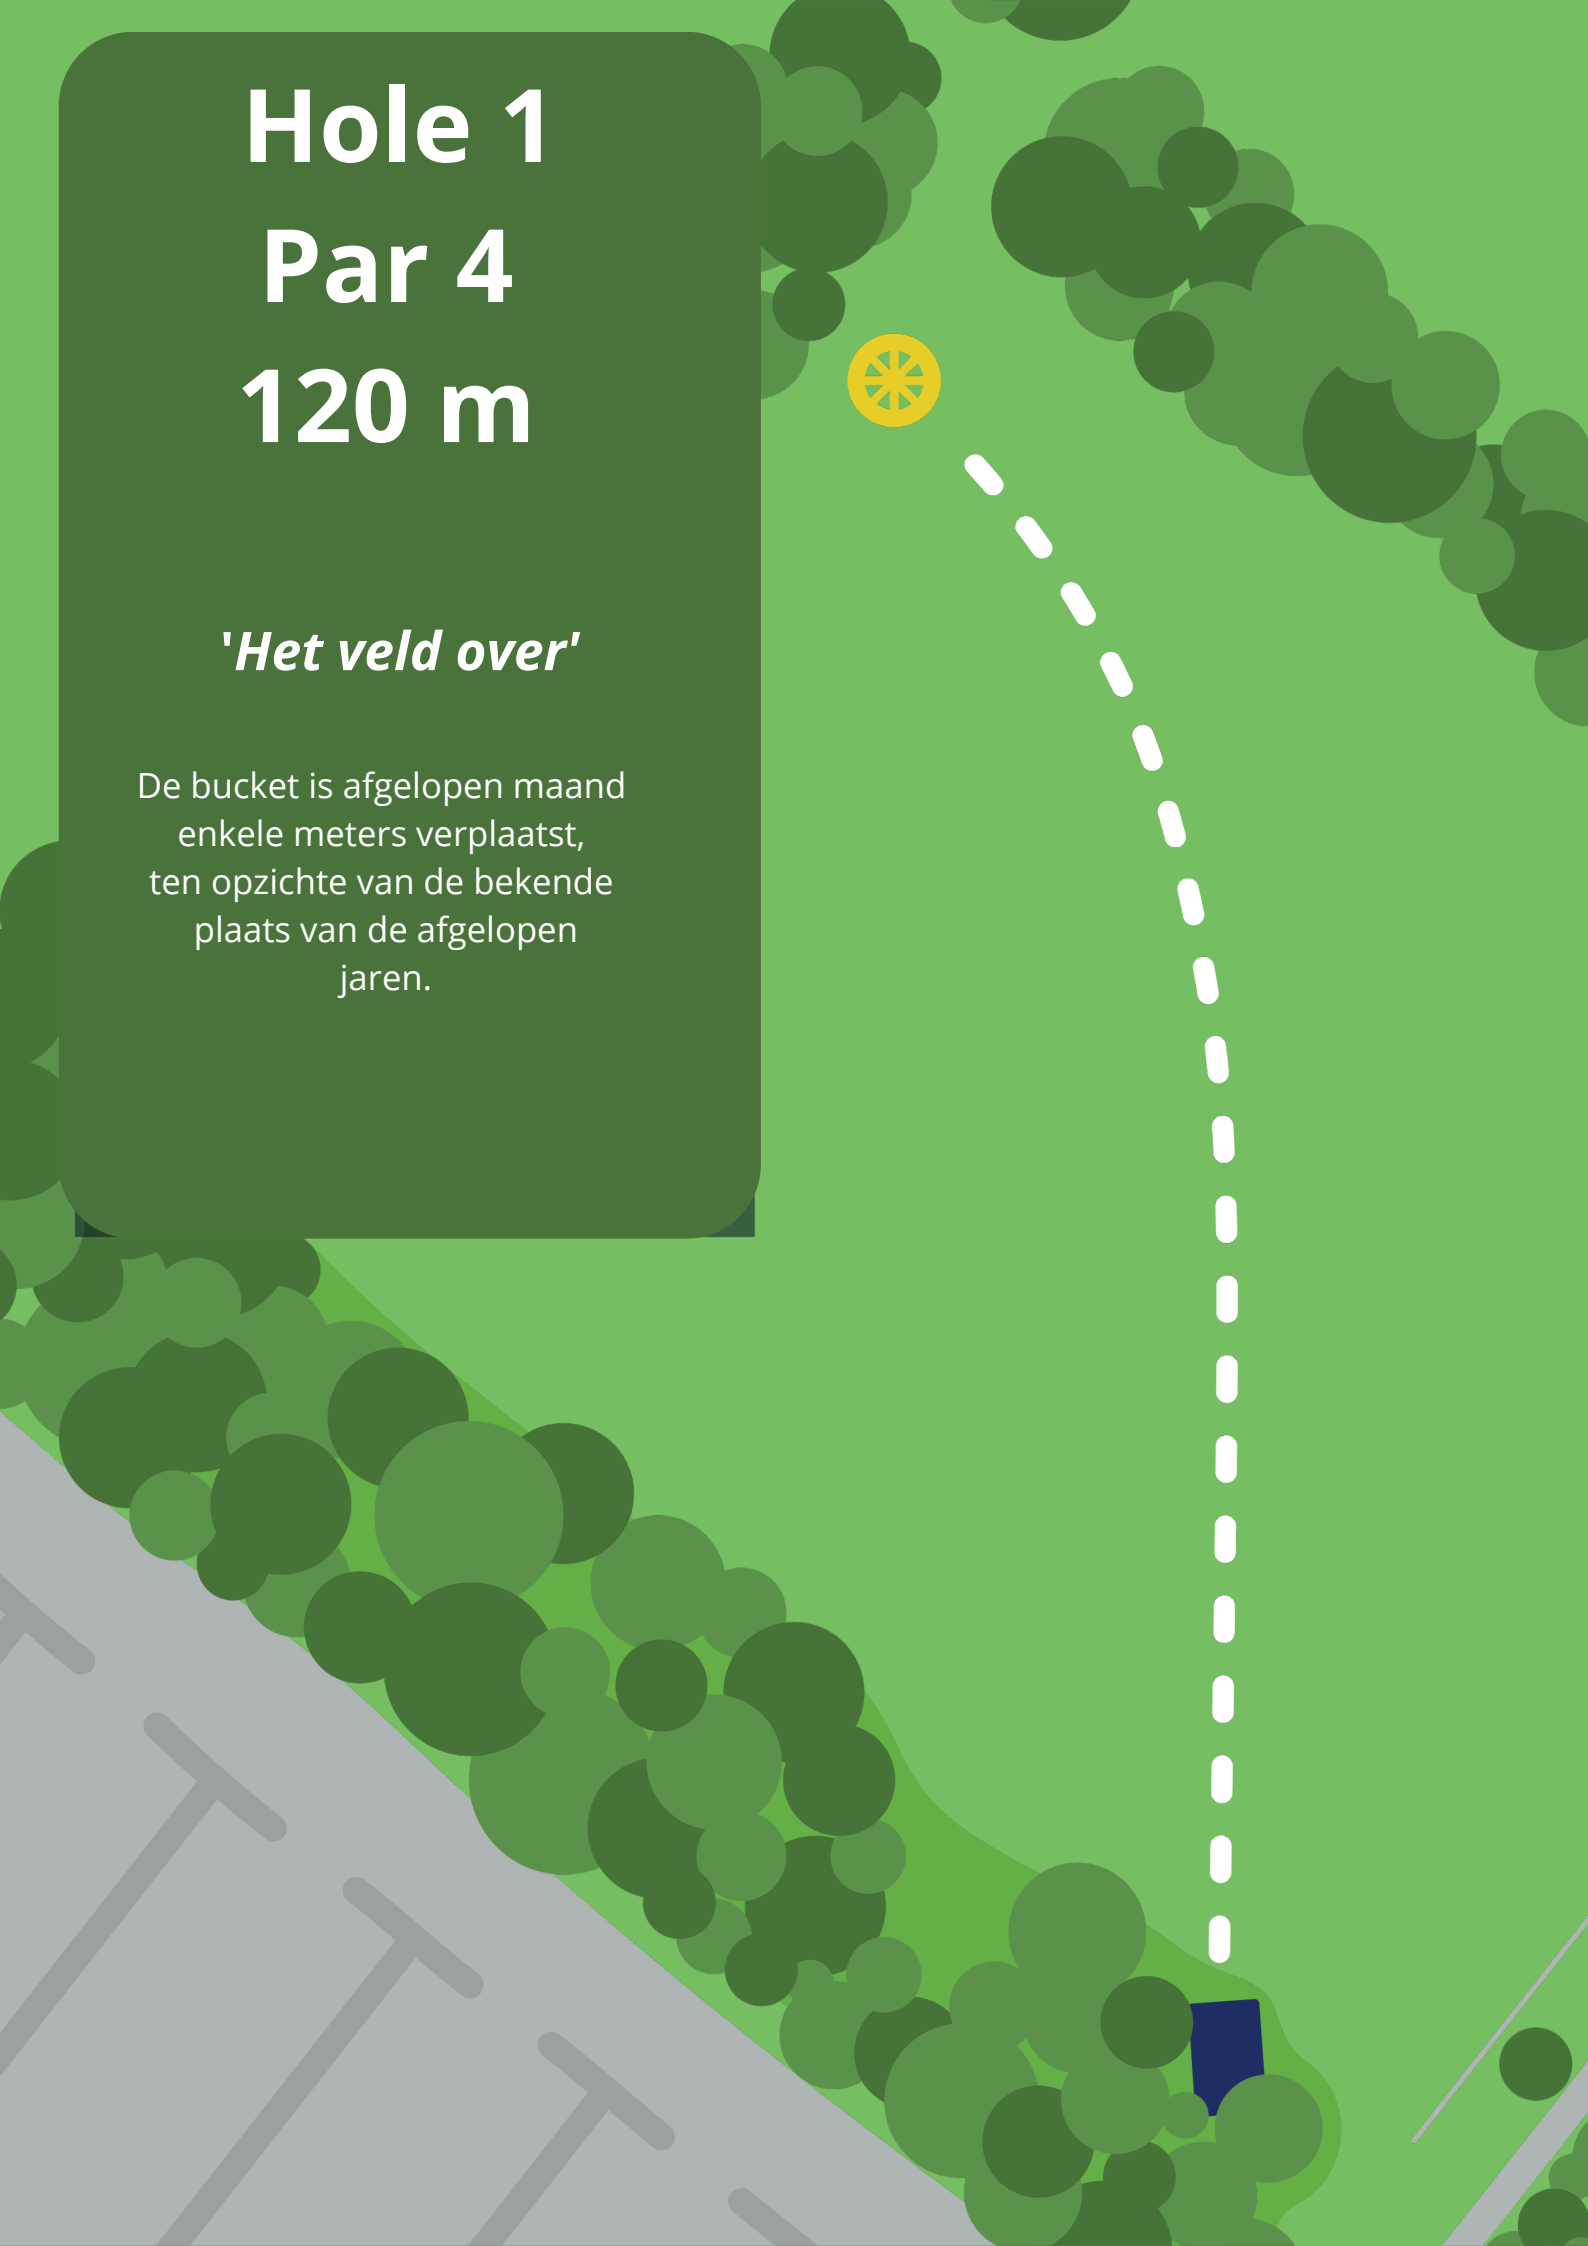 Hole 1
Par 4
120 m
'Het veld over'
De bucket is afgelopen maand
enkele meters verplaatst,
ten opzichte van de bekende
plaats van de afgelopen
jaren.